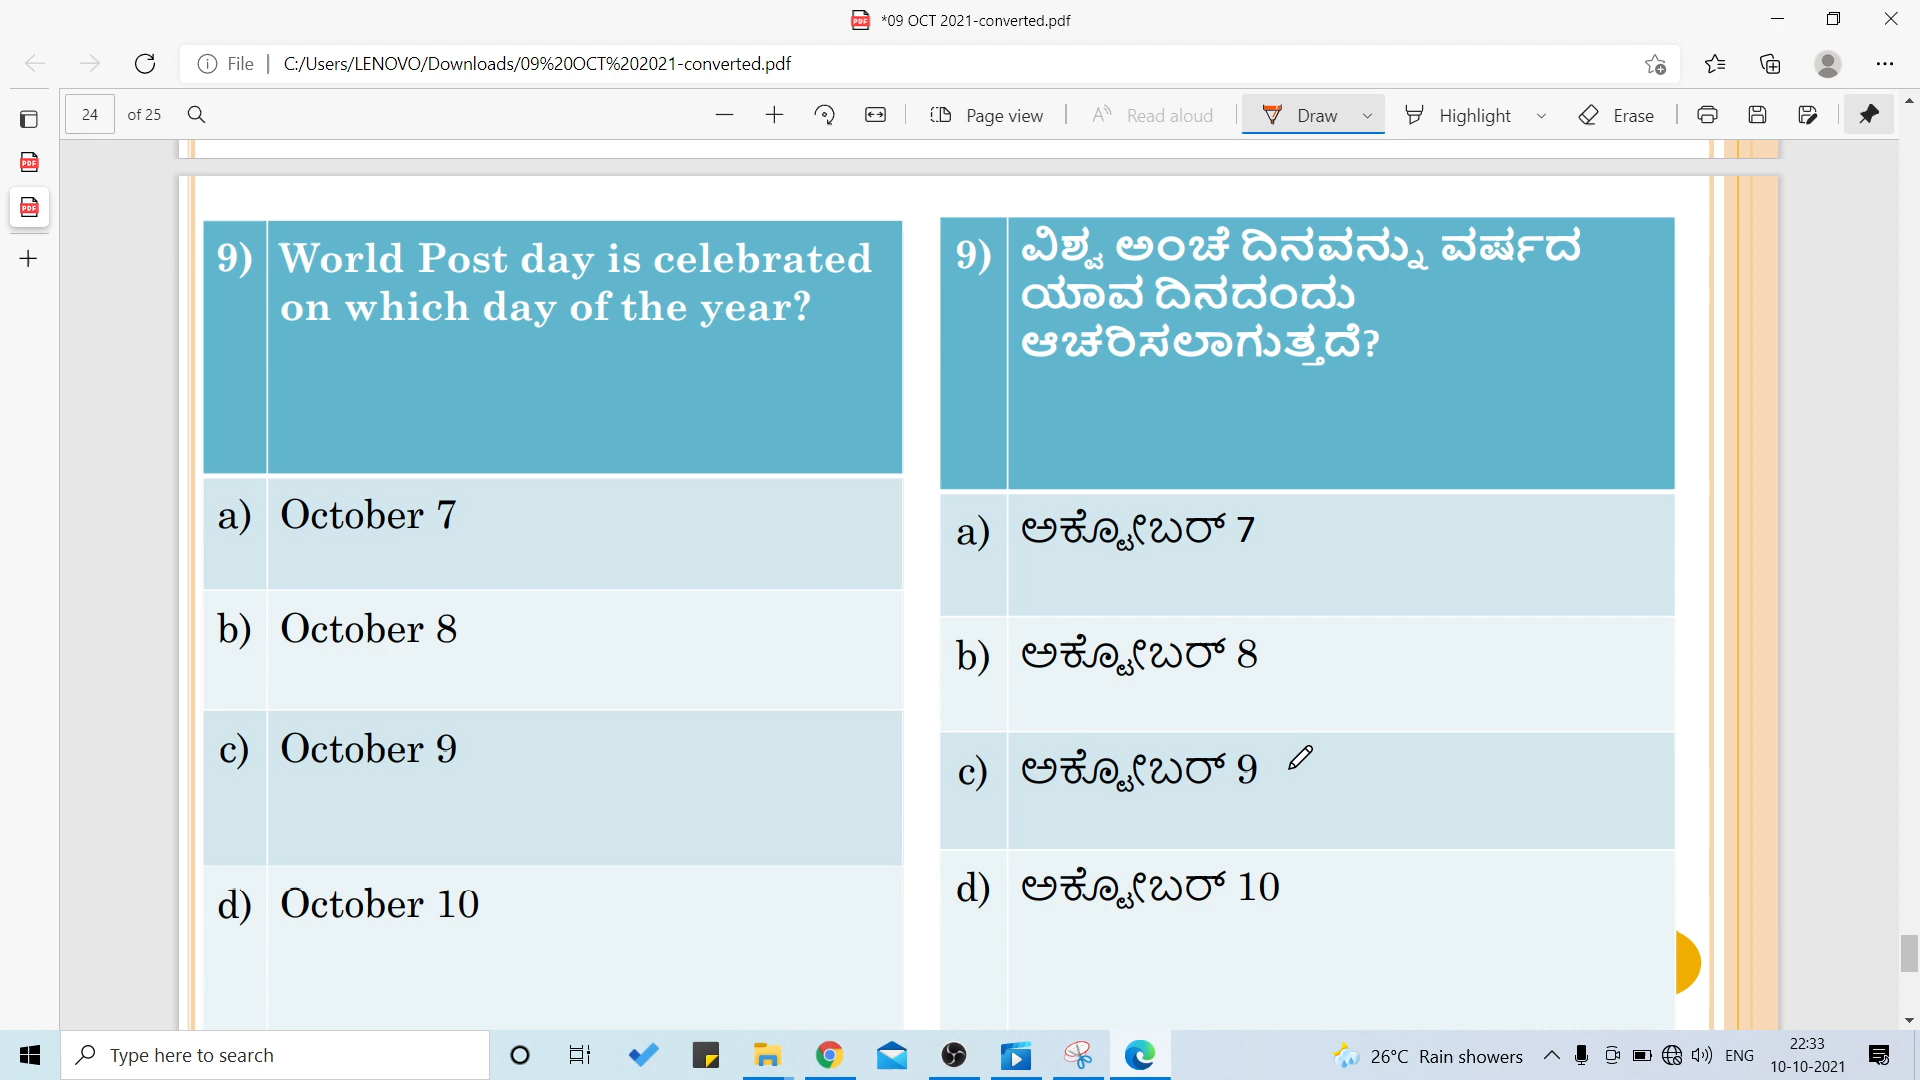 *09 OCT 2021-converted.pdf
File
C:/Users/LENOVO/Downloads/09%20OCT%202021-converted.pdf
24 of 25
Page view
Read aloud
Draw
Highlight
Erase
9) World Post day is celebrated
on which day of the year?
a) October 7
b) October 8
c) October 9
d) October 10
9) ವಿಶ್ವ ಅಂಚೆ ದಿನವನ್ನು ವರ್ಷದ
ಯಾವ ದಿನದಂದು
ಆಚರಿಸಲಾಗುತ್ತದೆ?
a) ಅಕ್ಟೋಬರ್ 7
b) ಅಕ್ಟೋಬರ್ 8
c) ಅಕ್ಟೋಬರ್ 9
d) ಅಕ್ಟೋಬರ್ 10
Type here to search
26°C Rain showers
ENG
22:33
10-10-2021